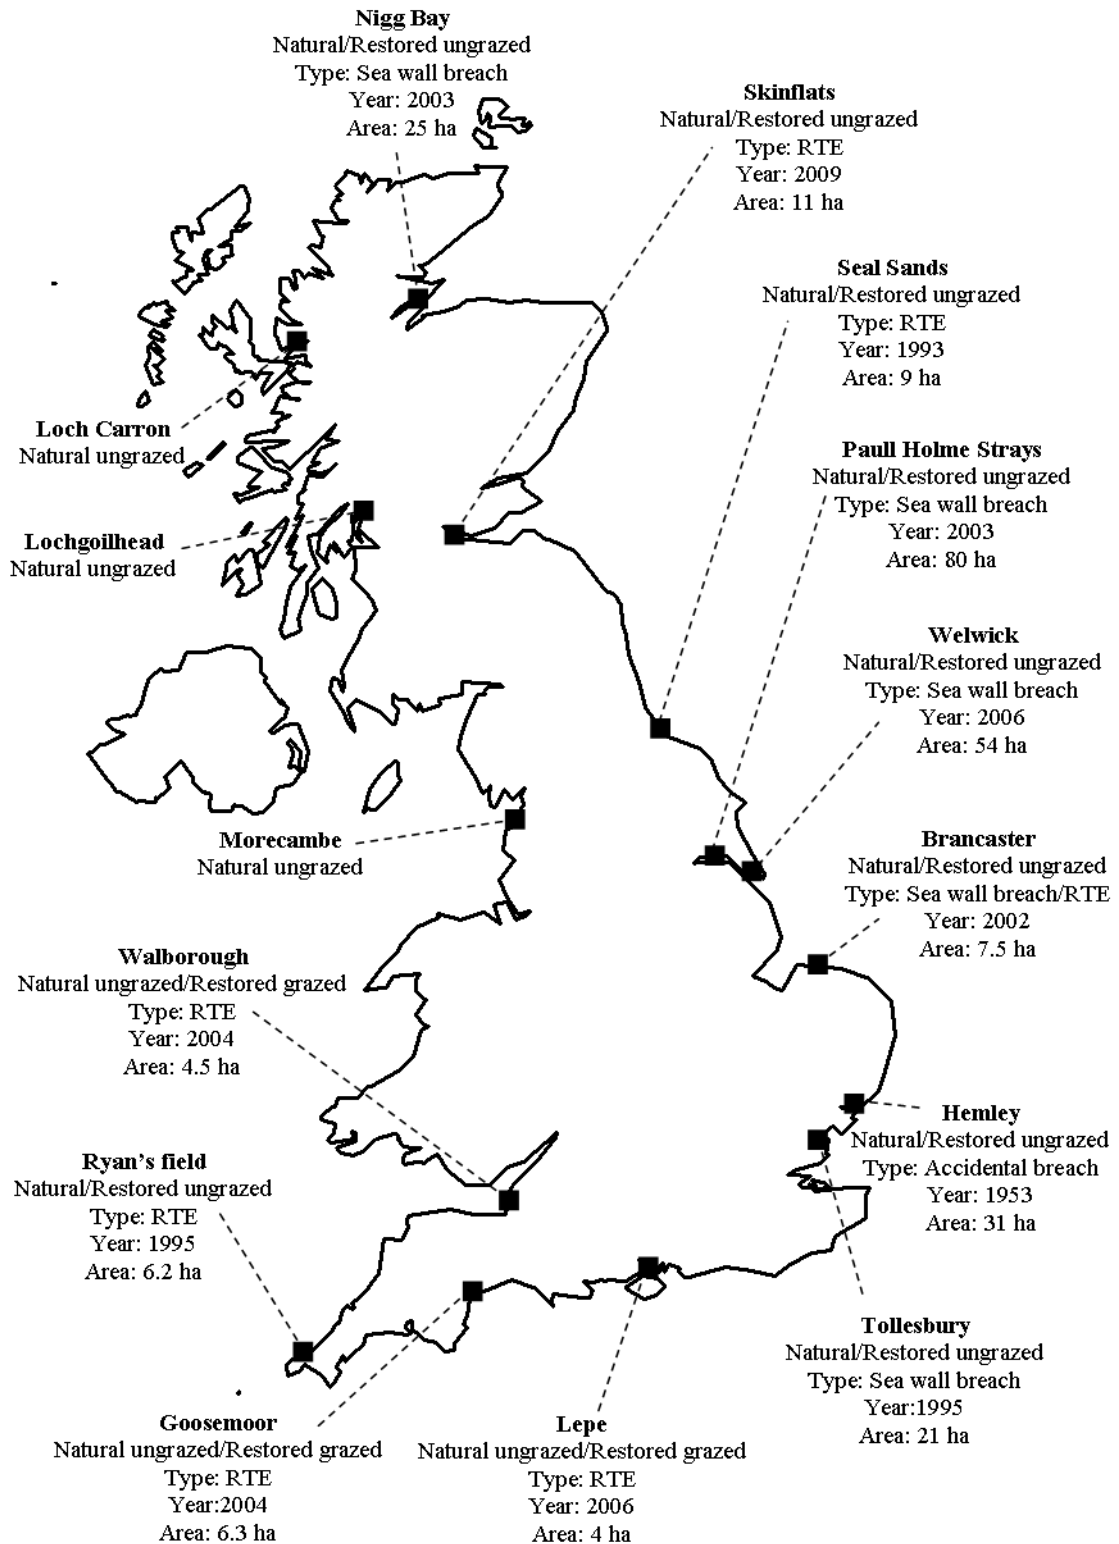 Nigg Bay
Natural/Restored ungrazed
Type: Sea wall breach
Year: 2003
Area: 25 ha
Skinflats
Natural/Restored ungrazed
Type: RTE
Year: 2009
Area: 11 ha
Seal Sands
Natural/Restored ungrazed
Type: RTE
Year: 1993
Area: 9 ha
Loch Carron
Natural ungrazed
Paull Holme Strays
Natural/Restored ungrazed
Type: Sea wall breach
Year: 2003
Area: 80 ha
Lochgoilhead
Natural ungrazed
Welwick
Natural/Restored ungrazed
Type: Sea wall breach
Year: 2006
Area: 54 ha
Morecambe
Natural ungrazed
Brancaster
Natural/Restored ungrazed
Type: Sea wall breach/RTE
Year: 2002
Area: 7.5 ha
Walborough
Natural ungrazed/Restored grazed
Type: RTE
Year: 2004
Area: 4.5 ha
Hemley
Natural/Restored ungrazed
Type: Accidental breach
Year: 1953
Area: 31 ha
Ryan's field
Natural/Restored ungrazed
Type: RTE
Year: 1995
Area: 6.2 ha
Tollesbury
Natural/Restored ungrazed
Type: Sea wall breach
Year:1995
Area: 21 ha
Goosemoor
Natural ungrazed/Restored grazed
Type: RTE
Year:2004
Area: 6.3 ha
Lepe
Natural ungrazed/Restored grazed
Type: RTE
Year: 2006
Area: 4 ha